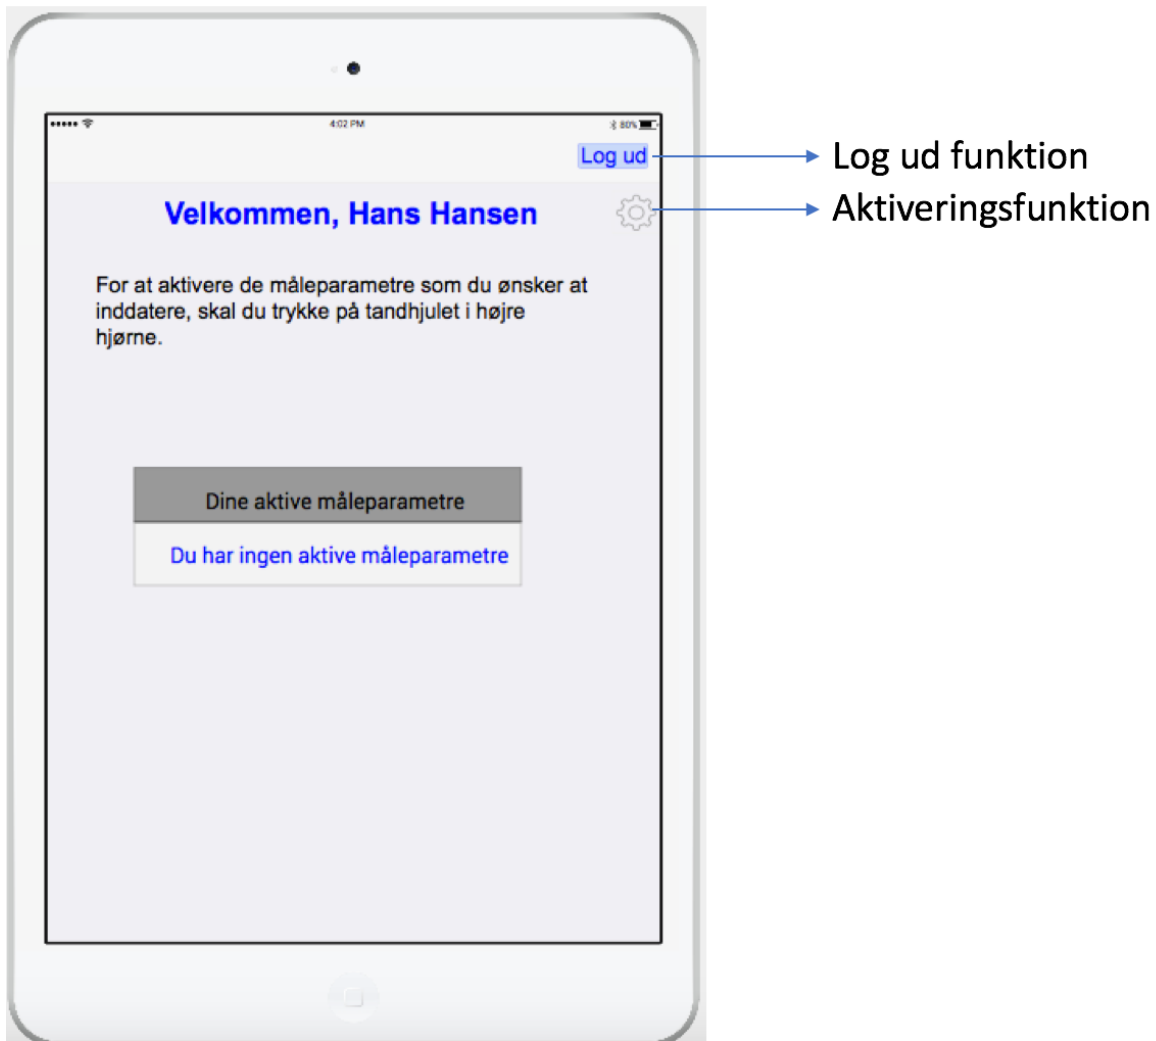 4:02 PM
80%
Log ud
Log ud funktion
Velkommen, Hans Hansen
Aktiveringsfunktion
For at aktivere de måleparametre som du ønsker at
inddatere, skal du trykke på tandhjulet i højre
hjørne.
Dine aktive måleparametre
Du har ingen aktive måleparametre